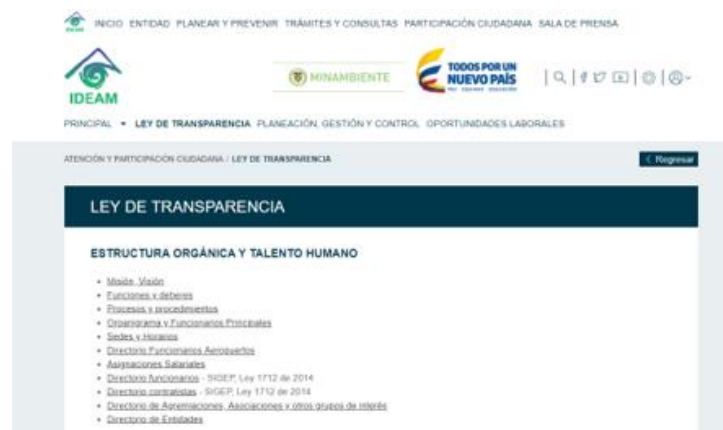 IDEAM INICIO ENTIDAD PLANEAR Y PREVENIR TRÁMITES Y CONSULTAS PARTICIPACIÓN CIUDADANA SALA DE PRENSA
IDEAM
MINAMBIENTE
TODOS POR UN
NUEVO PAÍS
PAZ EQUIDAD EDUCACIÓN
PRINCIPAL LEY DE TRANSPARENCIA PLANEACIÓN, GESTIÓN Y CONTROL OPORTUNIDADES LABORALES
ATENCIÓN Y PARTICIPACIÓN CIUDADANA / LEY DE TRANSPARENCIA
Regresar
LEY DE TRANSPARENCIA
ESTRUCTURA ORGÁNICA Y TALENTO HUMANO
• Misión, Visión
• Funciones y deberes
• Procesos y procedimientos
• Organigrama y Funcionarios Principales
• Sedes y Horarios
• Directorio Funcionarios Aeropuertos
• Asignaciones Salariales
• Directorio funcionarios - SIGEP, Ley 1712 de 2014
• Directorio contratistas - SIGEP, Ley 1712 de 2014
• Directorio de Agremiaciones, Asociaciones y otros grupos de interés
• Directorio de Entidades